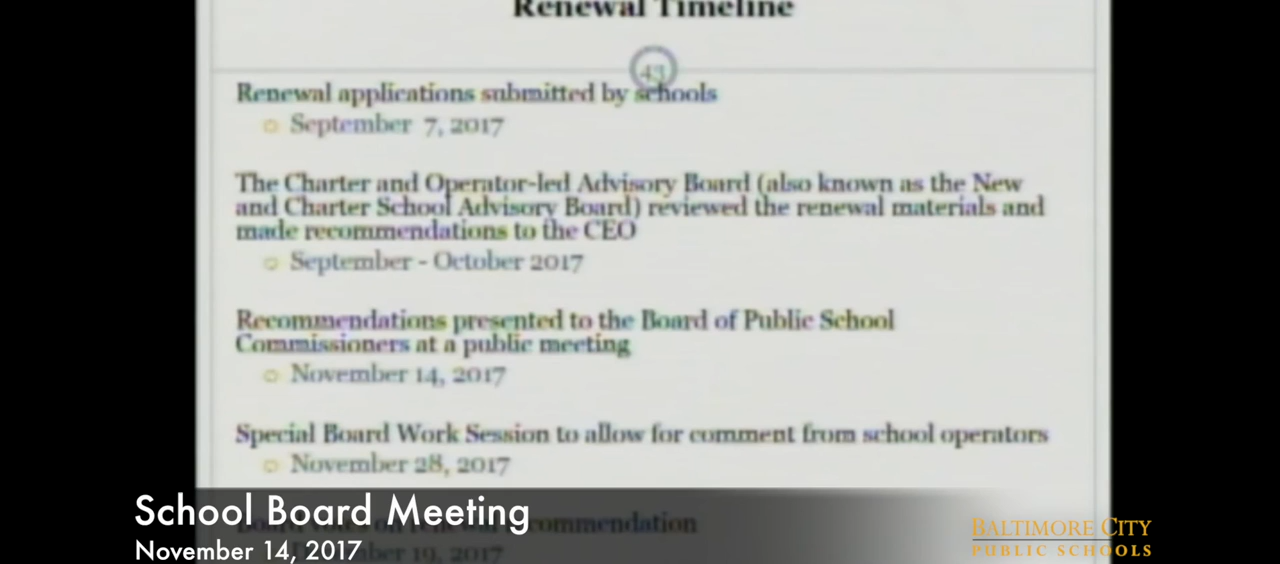 Renewal Timeline
43
Renewal applications submitted by schools
September 7, 2017
The Charter and Operator-led Advisory Board (also known as the New
and Charter School Advisory Board) reviewed the renewal materials and
made recommendations to the CEO
September - October 2017
Recommendations presented to the Board of Public School
Commissioners at a public meeting
November 14, 2017
Special Board Work Session to allow for comment from school operators
November 28, 2017
commendation
ber 19, 2017
School Board Meeting
November 14, 2017
BALTIMORE CITY
PUBLIC SCHOOLS